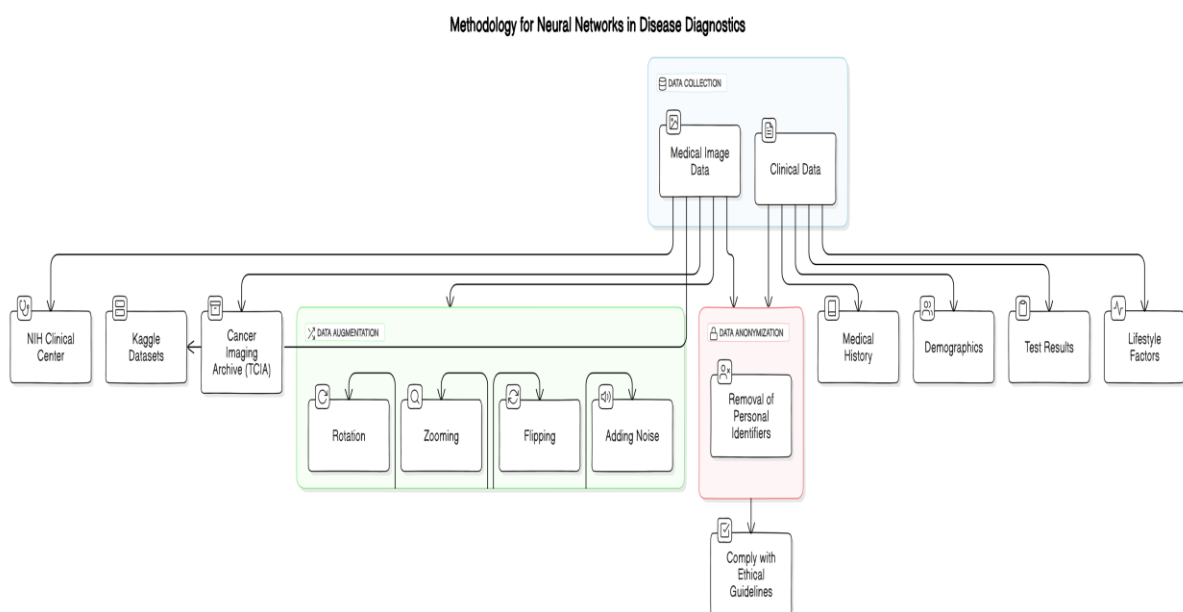 Methodology for Neural Networks in Disease Diagnostics
DATA COLLECTION
Medical Image
Data
Clinical Data
NIH Clinical
Center
Kaggle
Datasets
Cancer
Imaging
Archive (TCIA)
DATA AUGMENTATION
Rotation
Zooming
Flipping
Adding Noise
DATA ANONYMIZATION
Removal of
Personal
Identifiers
Medical
History
Demographics
Test Results
Lifestyle
Factors
Comply with
Ethical
Guidelines